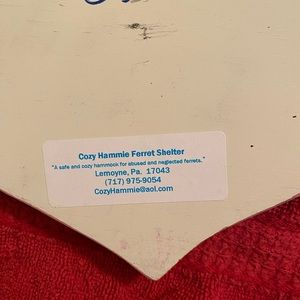 Cozy Hammie Ferret Shelter
"A safe and cozy hammock for abused and neglected ferrets."
Lemoyne, Pa. 17043
(717) 975-9054
CozyHammie@aol.com